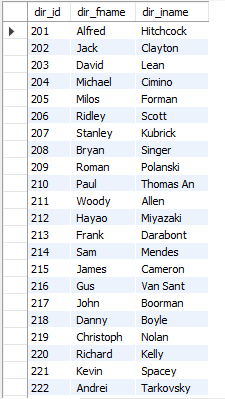 dir_id dir_fname dir_iname
201 Alfred Hitchcock
202 Jack Clayton
203 David Lean
204 Michael Cimino
205 Milos Forman
206 Ridley Scott
207 Stanley Kubrick
208 Bryan Singer
209 Roman Polanski
210 Paul Thomas An
211 Woody Allen
212 Hayao Miyazaki
213 Frank Darabont
214 Sam Mendes
215 James Cameron
216 Gus Van Sant
217 John Boorman
218 Danny Boyle
219 Christoph Nolan
220 Richard Kelly
221 Kevin Spacey
222 Andrei Tarkovsky